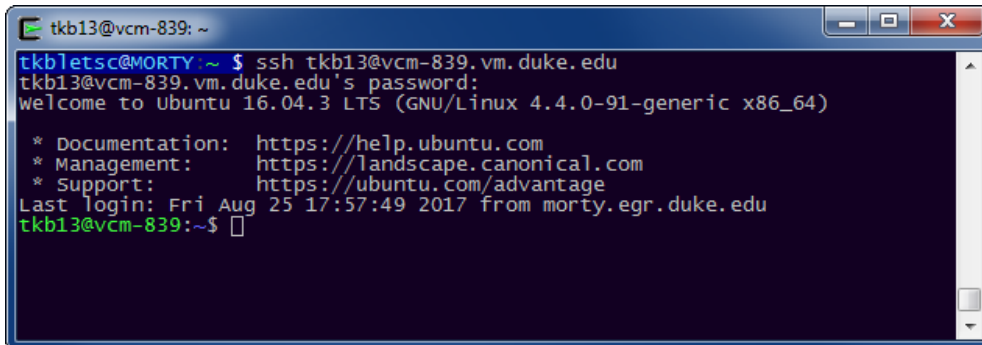 tkb13@vcm-839: ~
tkbletsc@MORTY:~ $ ssh tkb13@vcm-839.vm.duke.edu
tkb13@vcm-839.vm.duke.edu's password:
Welcome to Ubuntu 16.04.3 LTS (GNU/Linux 4.4.0-91-generic x86_64)
* Documentation:  https://help.ubuntu.com
* Management:     https://landscape.canonical.com
* Support:        https://ubuntu.com/advantage
Last login: Fri Aug 25 17:57:49 2017 from morty.egr.duke.edu
tkb13@vcm-839:~$